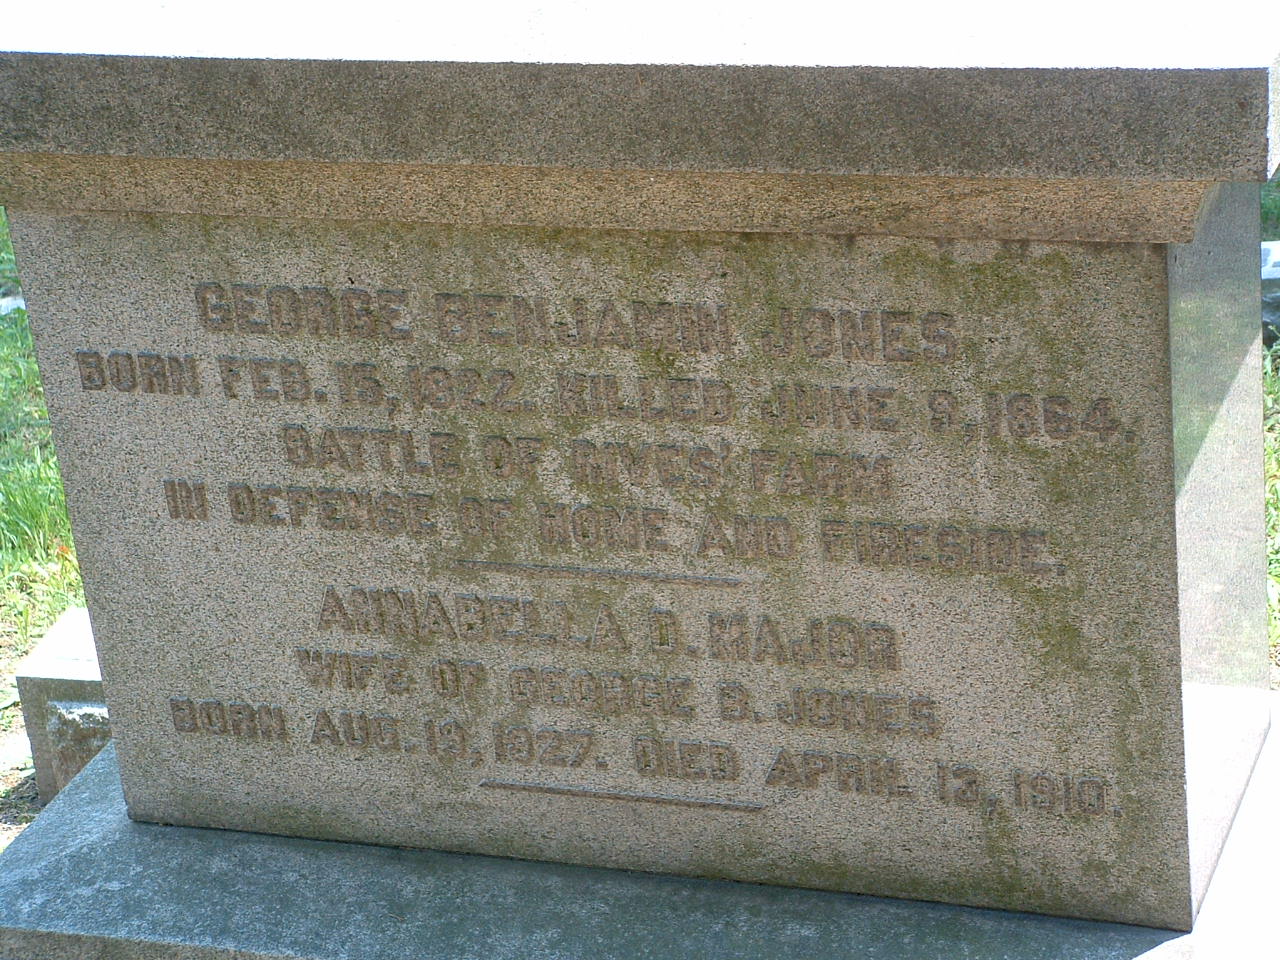 GEORGE BENJAMIN JONES
BORN FEB. 15, 1822. KILLED JUNE 9, 1864.
BATTLE OF RIVES' FARM
IN DEFENSE OF HOME AND FIRESIDE.
ANNABELLA D. MAJOR
WIFE OF GEORGE B. JONES
BORN AUG. 19, 1927. DIED APRIL 13, 1910.